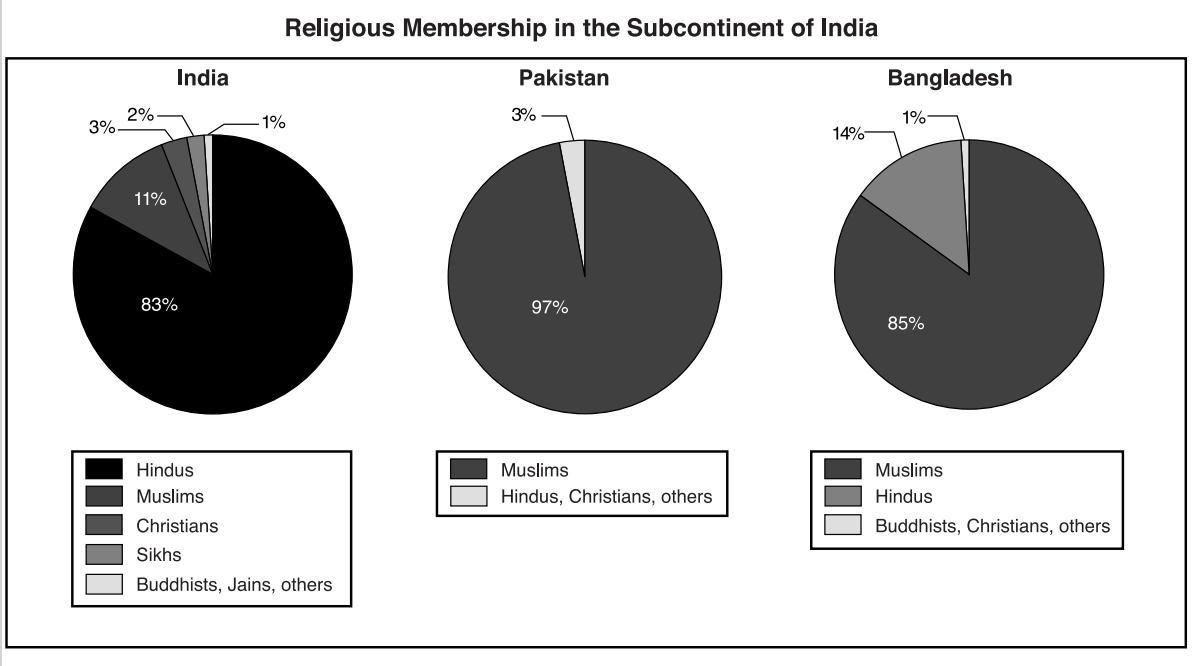 Religious Membership in the Subcontinent of India
India
2%
3%
1%
11%
83%
Hindus
Muslims
Christians
Sikhs
Buddhists, Jains, others
Pakistan
3%
97%
Muslims
Hindus, Christians, others
Bangladesh
1%
14%
85%
Muslims
Hindus
Buddhists, Christians, others